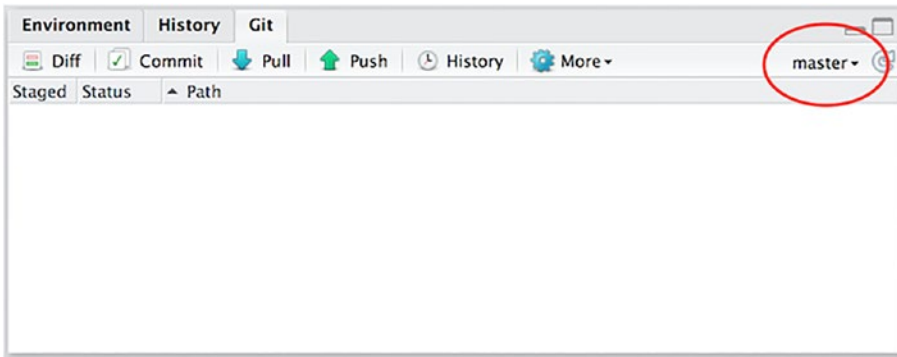 Environment History Git
Diff Commit Pull Push History More master
Staged Status Path